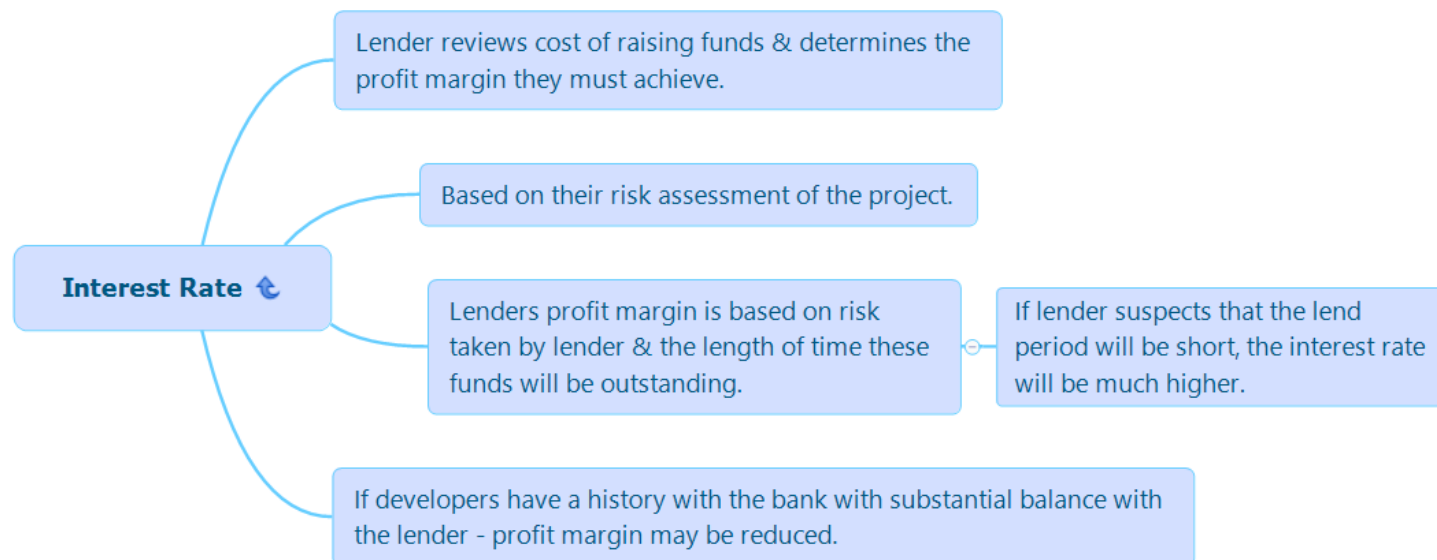 Lender reviews cost of raising funds & determines the
profit margin they must achieve.
Based on their risk assessment of the project.
Interest Rate
Lenders profit margin is based on risk
taken by lender & the length of time these
funds will be outstanding.
If lender suspects that the lend
period will be short, the interest rate
will be much higher.
If developers have a history with the bank with substantial balance with
the lender - profit margin may be reduced.